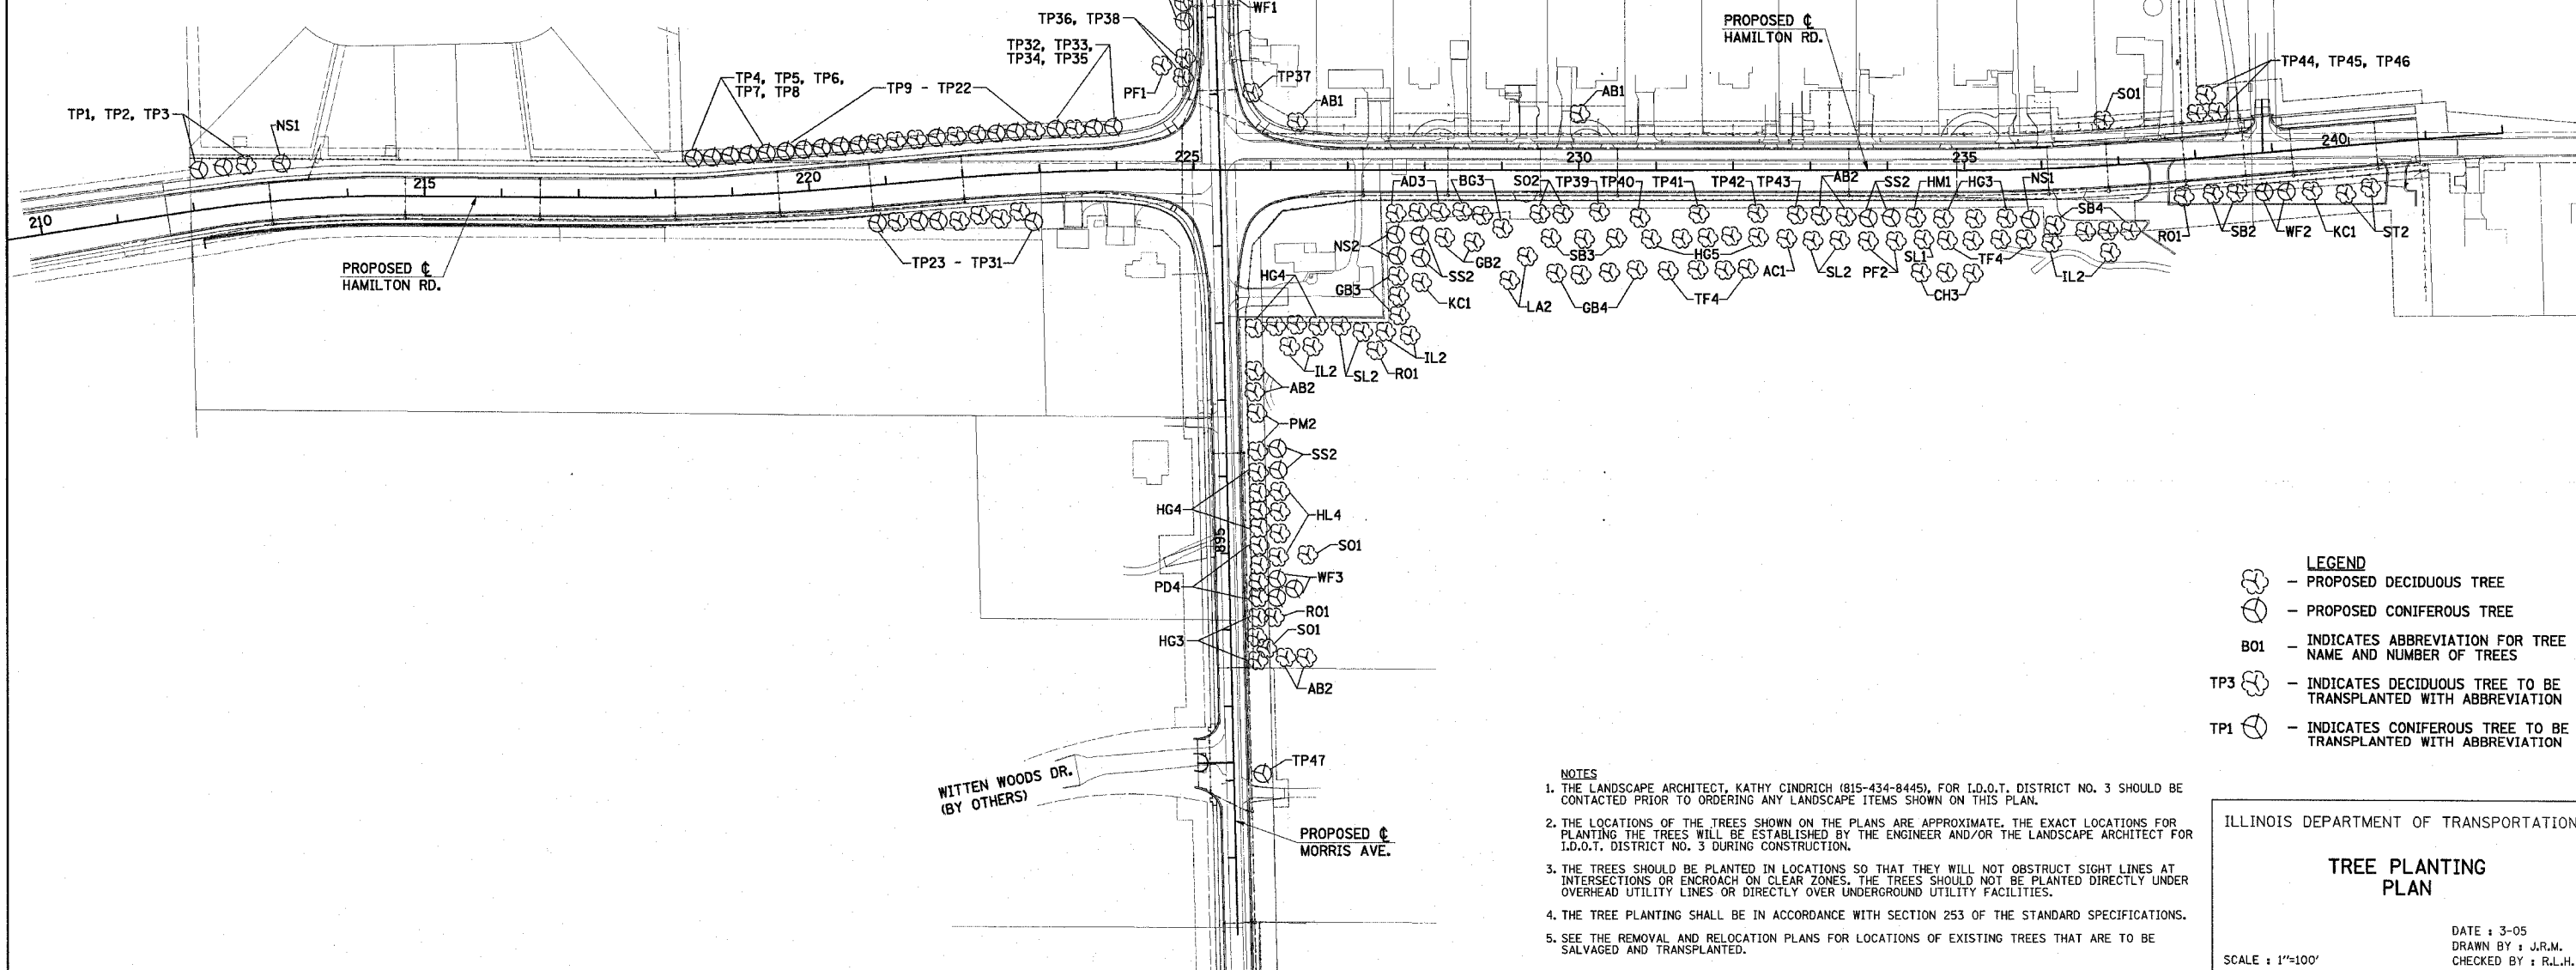 WF1
TP36, TP38
TP32, TP33,
TP34, TP35
PF1
TP37
AB1
AB1
PROPOSED ℄
HAMILTON RD.
SO1
TP44, TP45, TP46
TP1, TP2, TP3
NS1
TP4, TP5, TP6,
TP7, TP8
TP9 - TP22
210
215
220
225
230
235
240
PROPOSED ℄
HAMILTON RD.
TP23 - TP31
AD3
BG3
SO2
TP39
TP40
TP41
TP42
TP43
AB2
SS2
HM1
HG3
NS1
SB4
RO1
SB2
WF2
KC1
ST2
NS2
GB2
SS2
GB3
KC1
SB3
HG5
AC1
SL2
PF2
SL1
TF4
IL2
CH3
LA2
GB4
TF4
HG4
IL2
SL2
RO1
IL2
AB2
PM2
SS2
HG4
HL4
895
SO1
PD4
WF3
RO1
HG3
SO1
AB2
WITTEN WOODS DR.
(BY OTHERS)
TP47
PROPOSED ℄
MORRIS AVE.
LEGEND
- PROPOSED DECIDUOUS TREE
- PROPOSED CONIFEROUS TREE
BO1 - INDICATES ABBREVIATION FOR TREE
NAME AND NUMBER OF TREES
TP3 - INDICATES DECIDUOUS TREE TO BE
TRANSPLANTED WITH ABBREVIATION
TP1 - INDICATES CONIFEROUS TREE TO BE
TRANSPLANTED WITH ABBREVIATION
NOTES
1. THE LANDSCAPE ARCHITECT, KATHY CINDRICH (815-434-8445), FOR I.D.O.T. DISTRICT NO. 3 SHOULD BE
CONTACTED PRIOR TO ORDERING ANY LANDSCAPE ITEMS SHOWN ON THIS PLAN.
2. THE LOCATIONS OF THE TREES SHOWN ON THE PLANS ARE APPROXIMATE. THE EXACT LOCATIONS FOR
PLANTING THE TREES WILL BE ESTABLISHED BY THE ENGINEER AND/OR THE LANDSCAPE ARCHITECT FOR
I.D.O.T. DISTRICT NO. 3 DURING CONSTRUCTION.
3. THE TREES SHOULD BE PLANTED IN LOCATIONS SO THAT THEY WILL NOT OBSTRUCT SIGHT LINES AT
INTERSECTIONS OR ENCROACH ON CLEAR ZONES. THE TREES SHOULD NOT BE PLANTED DIRECTLY UNDER
OVERHEAD UTILITY LINES OR DIRECTLY OVER UNDERGROUND UTILITY FACILITIES.
4. THE TREE PLANTING SHALL BE IN ACCORDANCE WITH SECTION 253 OF THE STANDARD SPECIFICATIONS.
5. SEE THE REMOVAL AND RELOCATION PLANS FOR LOCATIONS OF EXISTING TREES THAT ARE TO BE
SALVAGED AND TRANSPLANTED.
ILLINOIS DEPARTMENT OF TRANSPORTATION
TREE PLANTING
PLAN
DATE : 3-05
DRAWN BY : J.R.M.
SCALE : 1"=100'
CHECKED BY : R.L.H.